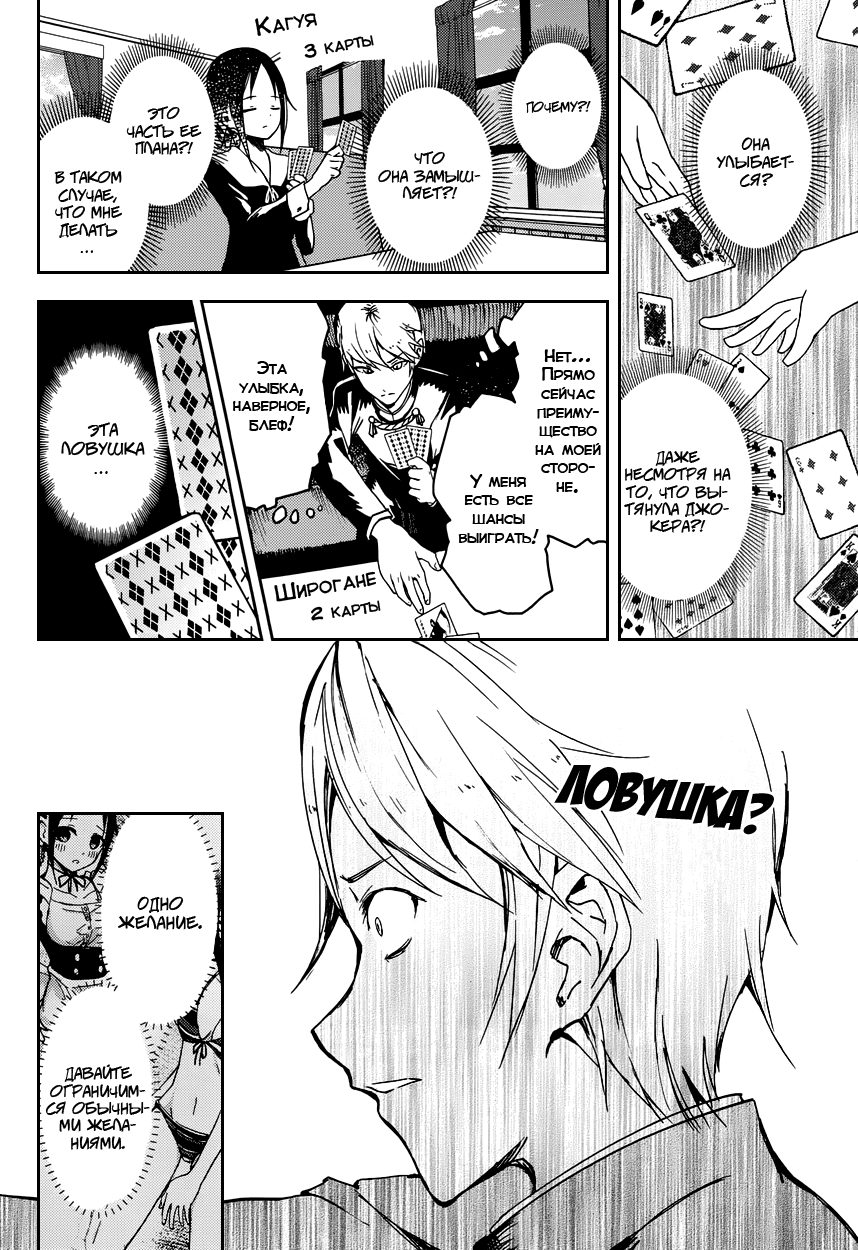 ОНА
УЛЫБАЕТ-
СЯ?
ДАЖЕ
НЕСМОТРЯ НА
ТО, ЧТО ВЫ-
ТЯНУЛА ДЖО-
КЕРА?!
ПОЧЕМУ?!
ЧТО
ОНА ЗАМЫШ-
ЛЯЕТ?!
КАГУЯ
3 КАРТЫ
ЭТО
ЧАСТЬ ЕЕ
ПЛАНА?!
В ТАКОМ
СЛУЧАЕ,
ЧТО МНЕ
ДЕЛАТЬ
...
НЕТ...
ПРЯМО
СЕЙЧАС
ПРЕИМУ-
ЩЕСТВО
НА МОЕЙ
СТОРО-
НЕ.
У МЕНЯ
ЕСТЬ ВСЕ
ШАНСЫ
ВЫИГРАТЬ!
ЭТА
УЛЫБКА,
НАВЕРНОЕ,
БЛЕФ!
ШИРОГАНЕ
2 КАРТЫ
ЭТА
ЛОВУШКА
...
ЛОВУШКА?
ОДНО
ЖЕЛАНИЕ.
ДАВАЙТЕ
ОГРАНИЧИМ-
СЯ ОБЫЧНЫ-
МИ ЖЕЛА-
НИЯМИ.